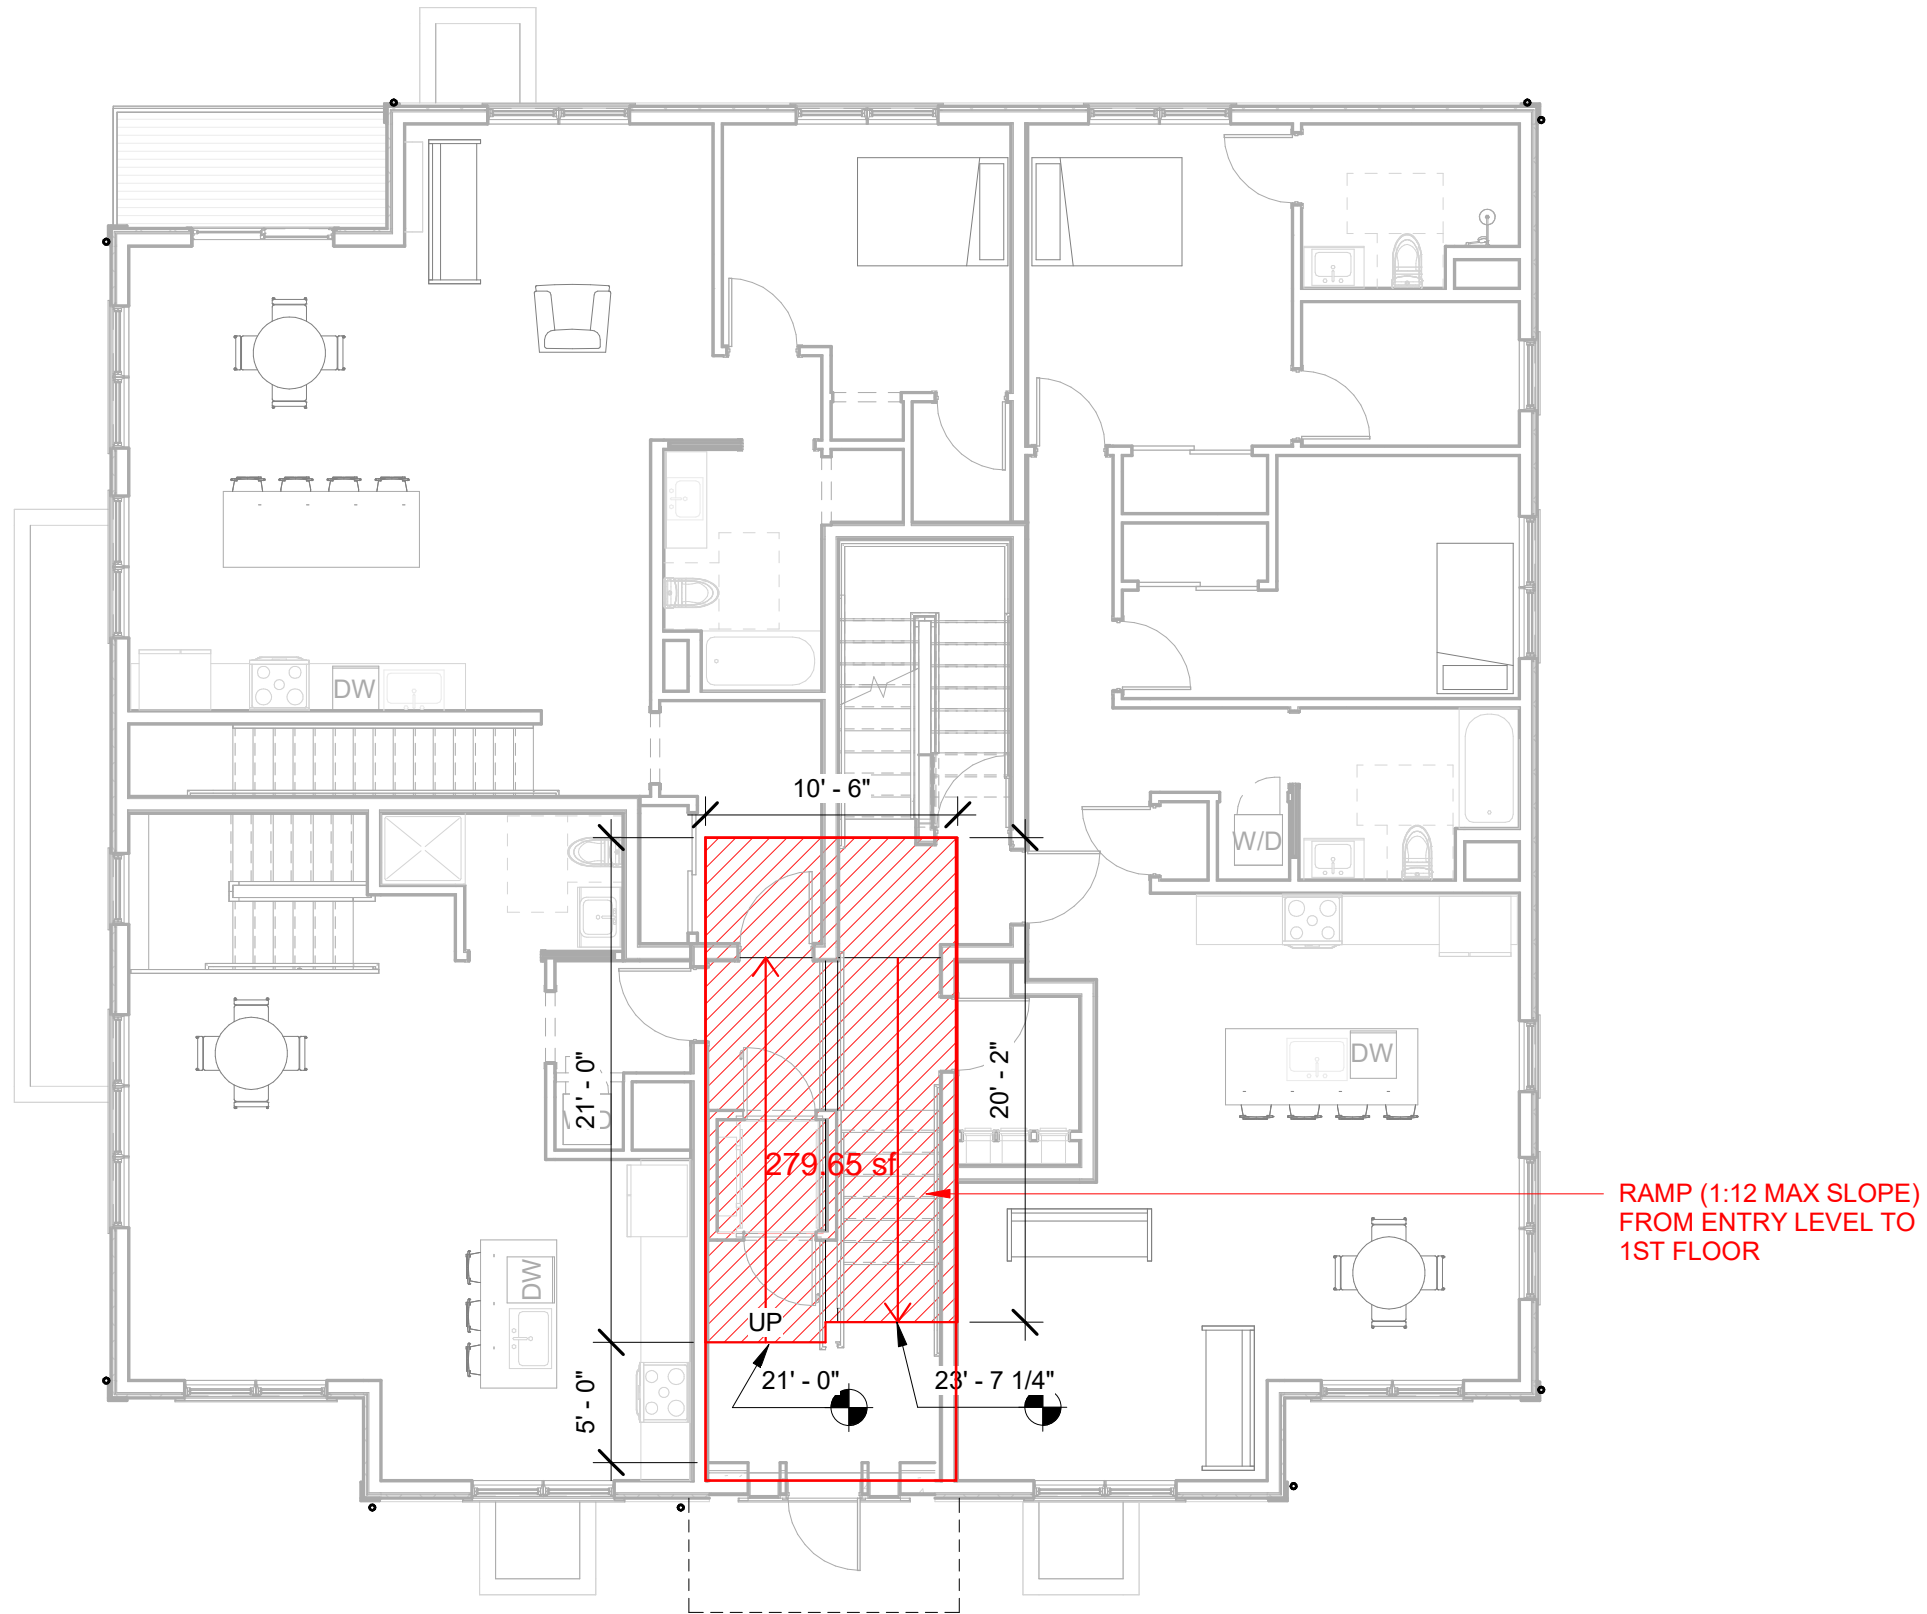 DW
10' - 6"
W/D
21' - 0"
20' - 2"
DW
279.65 sf
RAMP (1:12 MAX SLOPE)
FROM ENTRY LEVEL TO
1ST FLOOR
DW
UP
21' - 0"
23' - 7 1/4"
5' - 0"